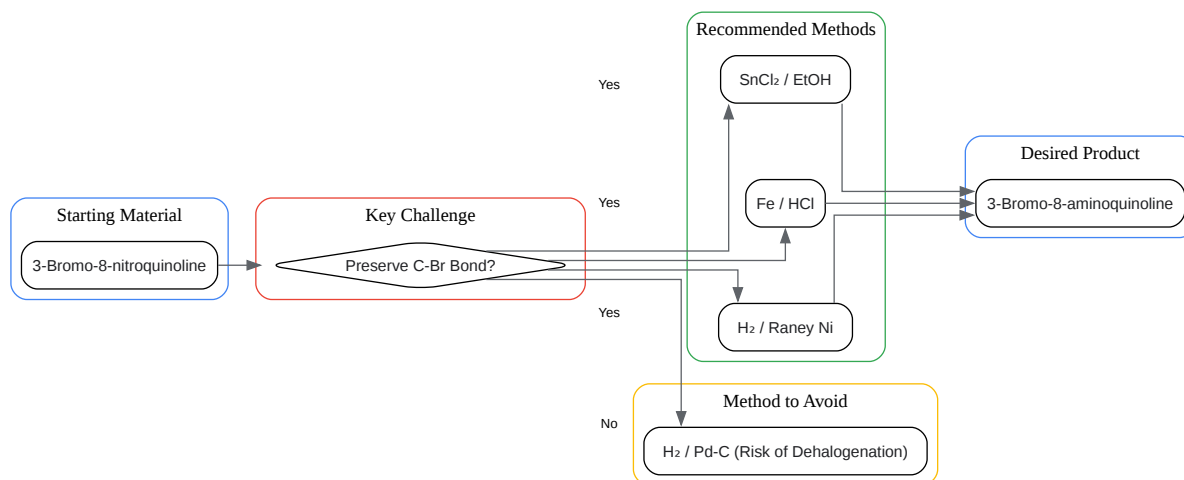 Starting Material
3-Bromo-8-nitroquinoline
Key Challenge
Preserve C-Br Bond?
Yes
Yes
Yes
No
Recommended Methods
SnCl₂ / EtOH
Fe / HCl
H₂ / Raney Ni
Method to Avoid
H₂ / Pd-C (Risk of Dehalogenation)
Desired Product
3-Bromo-8-aminoquinoline